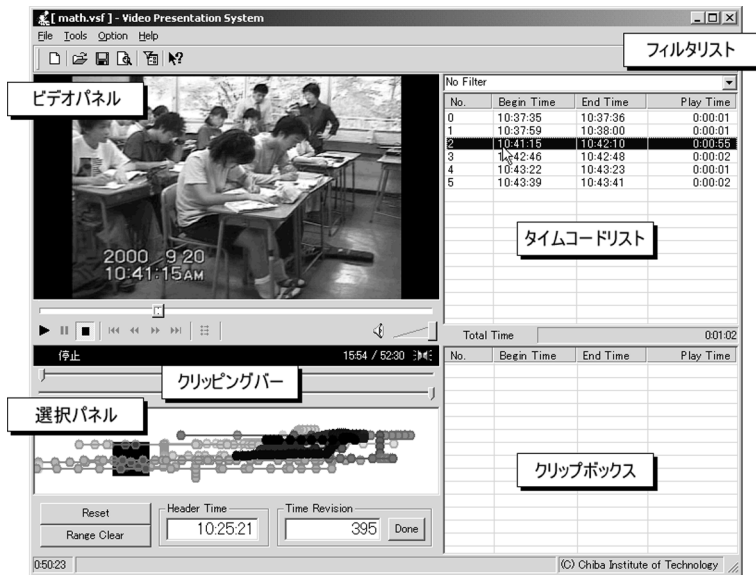 [ math.vsf ] - Video Presentation System
File Tools Option Help
フィルタリスト
ビデオパネル
No Filter
No. Begin Time End Time Play Time
0 10:37:35 10:37:36 0:00:01
1 10:37:59 10:38:00 0:00:01
2 10:41:15 10:42:10 0:00:55
3 10:42:46 10:42:48 0:00:02
4 10:43:22 10:43:23 0:00:01
5 10:43:39 10:43:41 0:00:02
タイムコードリスト
2000 9 20
10:41:15AM
Total Time 0:01:02
停止 15:54 / 52:30
No. Begin Time End Time Play Time
クリッピングバー
選択パネル
クリップボックス
Reset
Range Clear
Header Time
10:25:21
Time Revision
395 Done
0:50:23
(C) Chiba Institute of Technology